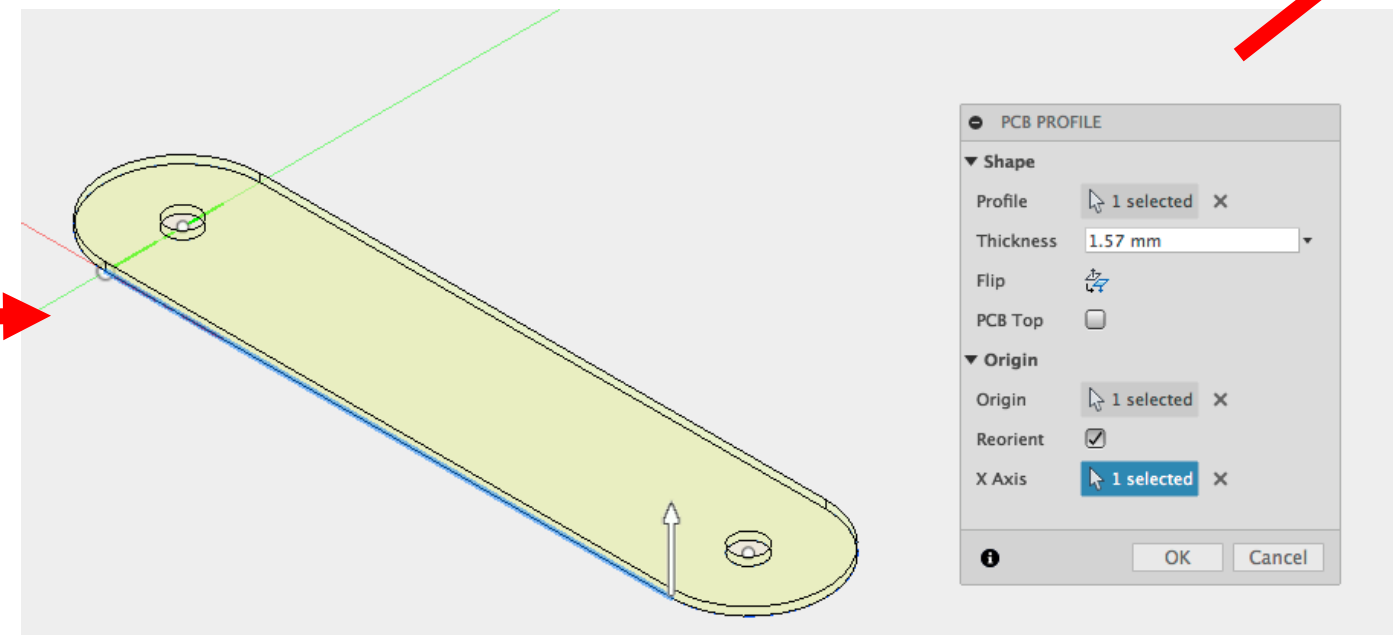 PCB PROFILE
Shape
Profile 1 selected
Thickness 1.57 mm
Flip
PCB Top
Origin
Origin 1 selected
Reorient
X Axis 1 selected
OK Cancel